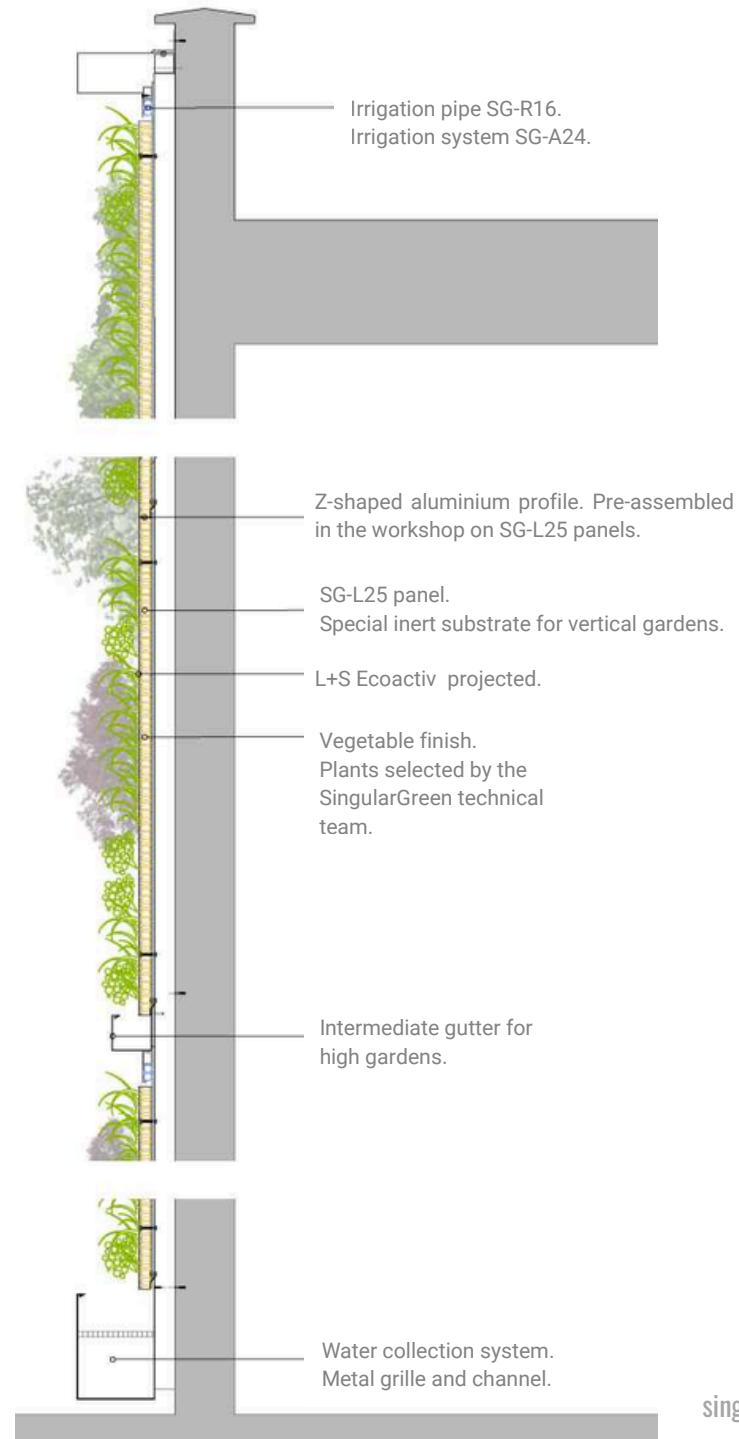 Irrigation pipe SG-R16.
Irrigation system SG-A24.
Z-shaped aluminium profile. Pre-assembled
in the workshop on SG-L25 panels.
SG-L25 panel.
Special inert substrate for vertical gardens.
L+S Ecoactiv projected.
Vegetable finish.
Plants selected by the
SingularGreen technical
team.
Intermediate gutter for
high gardens.
Water collection system.
Metal grille and channel.
sing